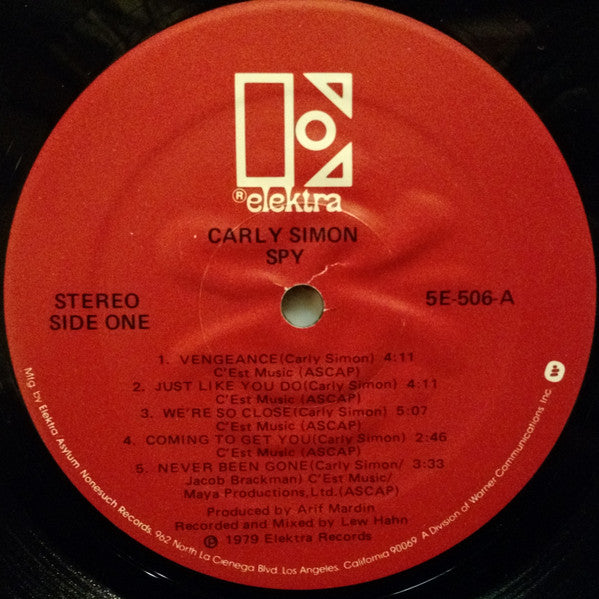 ® elektra
CARLY SIMON
SPY
STEREO
SIDE ONE
5E-506-A
1. VENGEANCE(Carly Simon) 4:11
C'Est Music (ASCAP)
2. JUST LIKE YOU DO(Carly Simon) 4:11
C'Est Music (ASCAP)
3. WE'RE SO CLOSE(Carly Simon) 5:07
C'Est Music (ASCAP)
4. COMING TO GET YOU(Carly Simon) 2:46
C'Est Music (ASCAP)
5. NEVER BEEN GONE(Carly Simon/ 3:33
Jacob Brackman) C'Est Music/
Maya Productions,Ltd.(ASCAP)
Produced by Arif Mardin
Recorded and Mixed by Lew Hahn
℗ 1979 Elektra Records
Mfg. by Elektra Asylum Nonesuch Records, 962 North La Cienega Blvd. Los Angeles, California 90069 A Division of Warner Communications Inc.